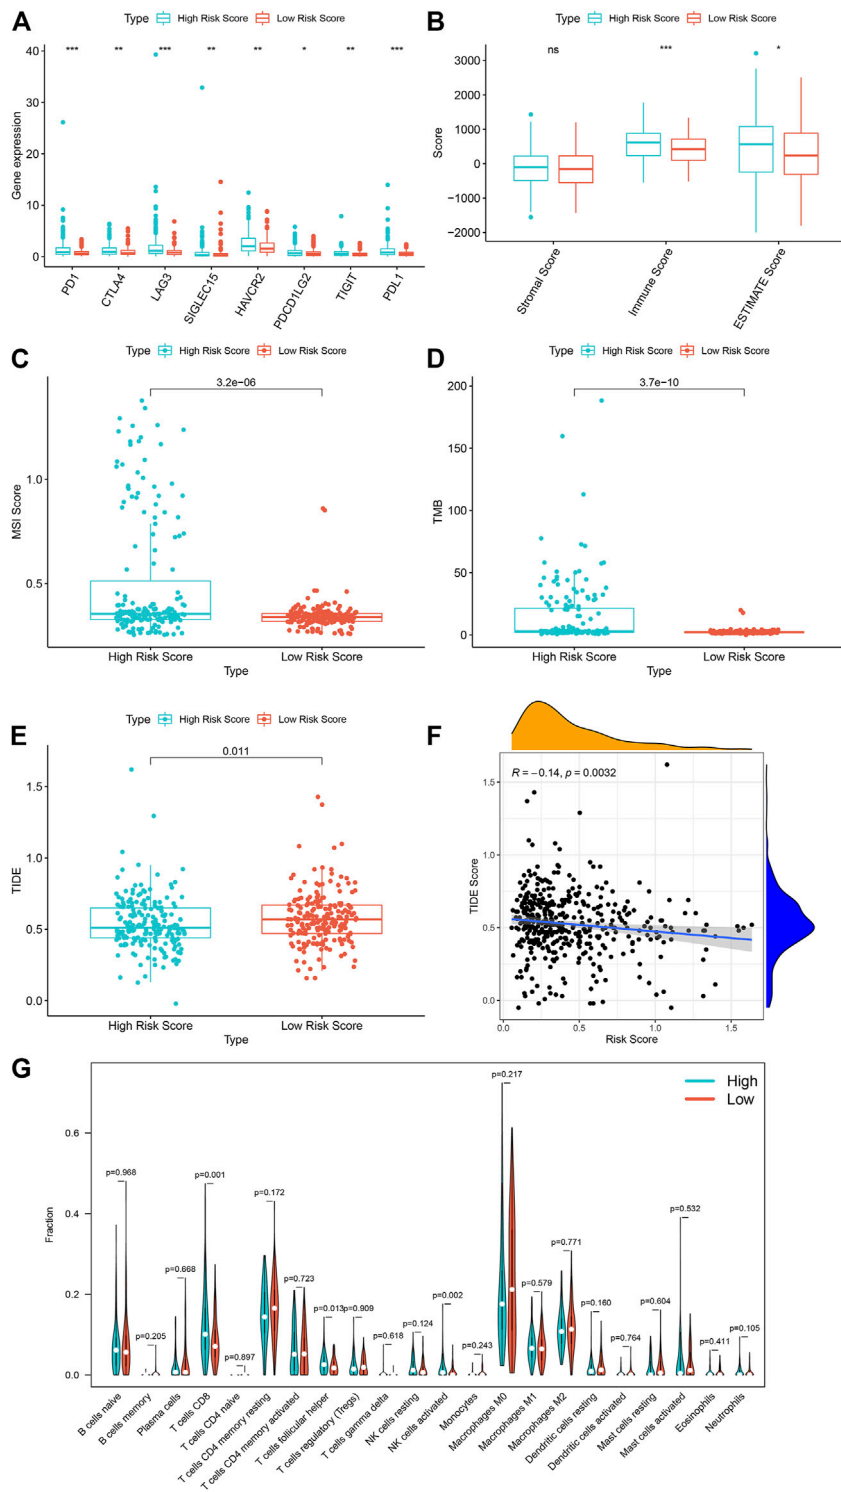 A
Type High Risk Score Low Risk Score
*** ** *** ** ** * ** ***
Gene expression
40
30
20
10
0
PD1 CTLA4 LAG3 SIGLEC15 HAVCR2 PDCD1LG2 TIGIT PDL1
B
Type High Risk Score Low Risk Score
ns *** *
Score
3000
2000
1000
0
−1000
−2000
Stromal Score Immune Score ESTIMATE Score
C
Type High Risk Score Low Risk Score
3.2e−06
MSI Score
1.0
0.5
High Risk Score Low Risk Score
Type
D
Type High Risk Score Low Risk Score
3.7e−10
TMB
200
150
100
50
0
High Risk Score Low Risk Score
Type
E
Type High Risk Score Low Risk Score
0.011
TIDE
1.5
1.0
0.5
0.0
High Risk Score Low Risk Score
Type
F
R = −0.14, p = 0.0032
TIDE Score
1.5
1.0
0.5
0.0
0.0 0.5 1.0 1.5
Risk Score
G
High
Low
Fraction
0.6
0.4
0.2
0.0
p=0.968 p=0.205 p=0.668 p=0.001 p=0.897 p=0.172 p=0.723 p=0.013 p=0.909 p=0.618 p=0.124 p=0.002 p=0.243 p=0.217 p=0.579 p=0.771 p=0.160 p=0.764 p=0.604 p=0.532 p=0.411 p=0.105
B cells naive
B cells memory
Plasma cells
T cells CD8
T cells CD4 naive
T cells CD4 memory resting
T cells CD4 memory activated
T cells follicular helper
T cells regulatory (Tregs)
T cells gamma delta
NK cells resting
NK cells activated
Monocytes
Macrophages M0
Macrophages M1
Macrophages M2
Dendritic cells resting
Dendritic cells activated
Mast cells resting
Mast cells activated
Eosinophils
Neutrophils